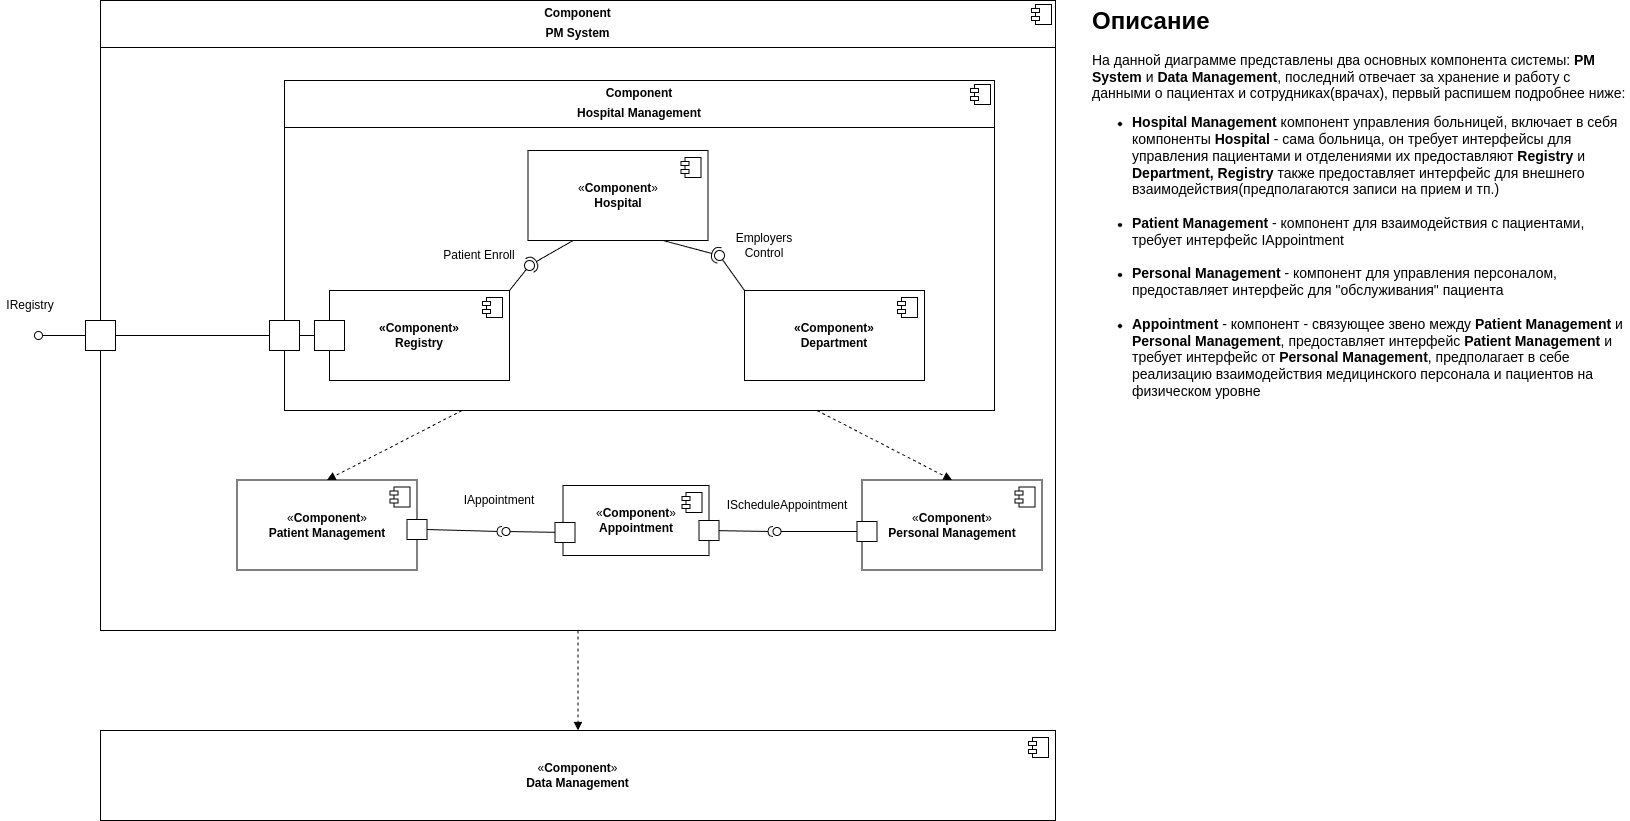 Component
PM System
Component
Hospital Management
«Component»
Hospital
Patient Enroll
Employers
Control
IRegistry
«Component»
Registry
«Component»
Department
«Component»
Patient Management
IAppointment
«Component»
Appointment
IScheduleAppointment
«Component»
Personal Management
«Component»
Data Management
Описание
На данной диаграмме представлены два основных компонента системы: PM
System и Data Management, последний отвечает за хранение и работу с
данными о пациентах и сотрудниках(врачах), первый распишем подробнее ниже:
• Hospital Management компонент управления больницей, включает в себя
компоненты Hospital - сама больница, он требует интерфейсы для
управления пациентами и отделениями их предоставляют Registry и
Department, Registry также предоставляет интерфейс для внешнего
взаимодействия(предполагаются записи на прием и тп.)
• Patient Management - компонент для взаимодействия с пациентами,
требует интерфейс IAppointment
• Personal Management - компонент для управления персоналом,
предоставляет интерфейс для "обслуживания" пациента
• Appointment - компонент - связующее звено между Patient Management и
Personal Management, предоставляет интерфейс Patient Management и
требует интерфейс от Personal Management, предполагает в себе
реализацию взаимодействия медицинского персонала и пациентов на
физическом уровне